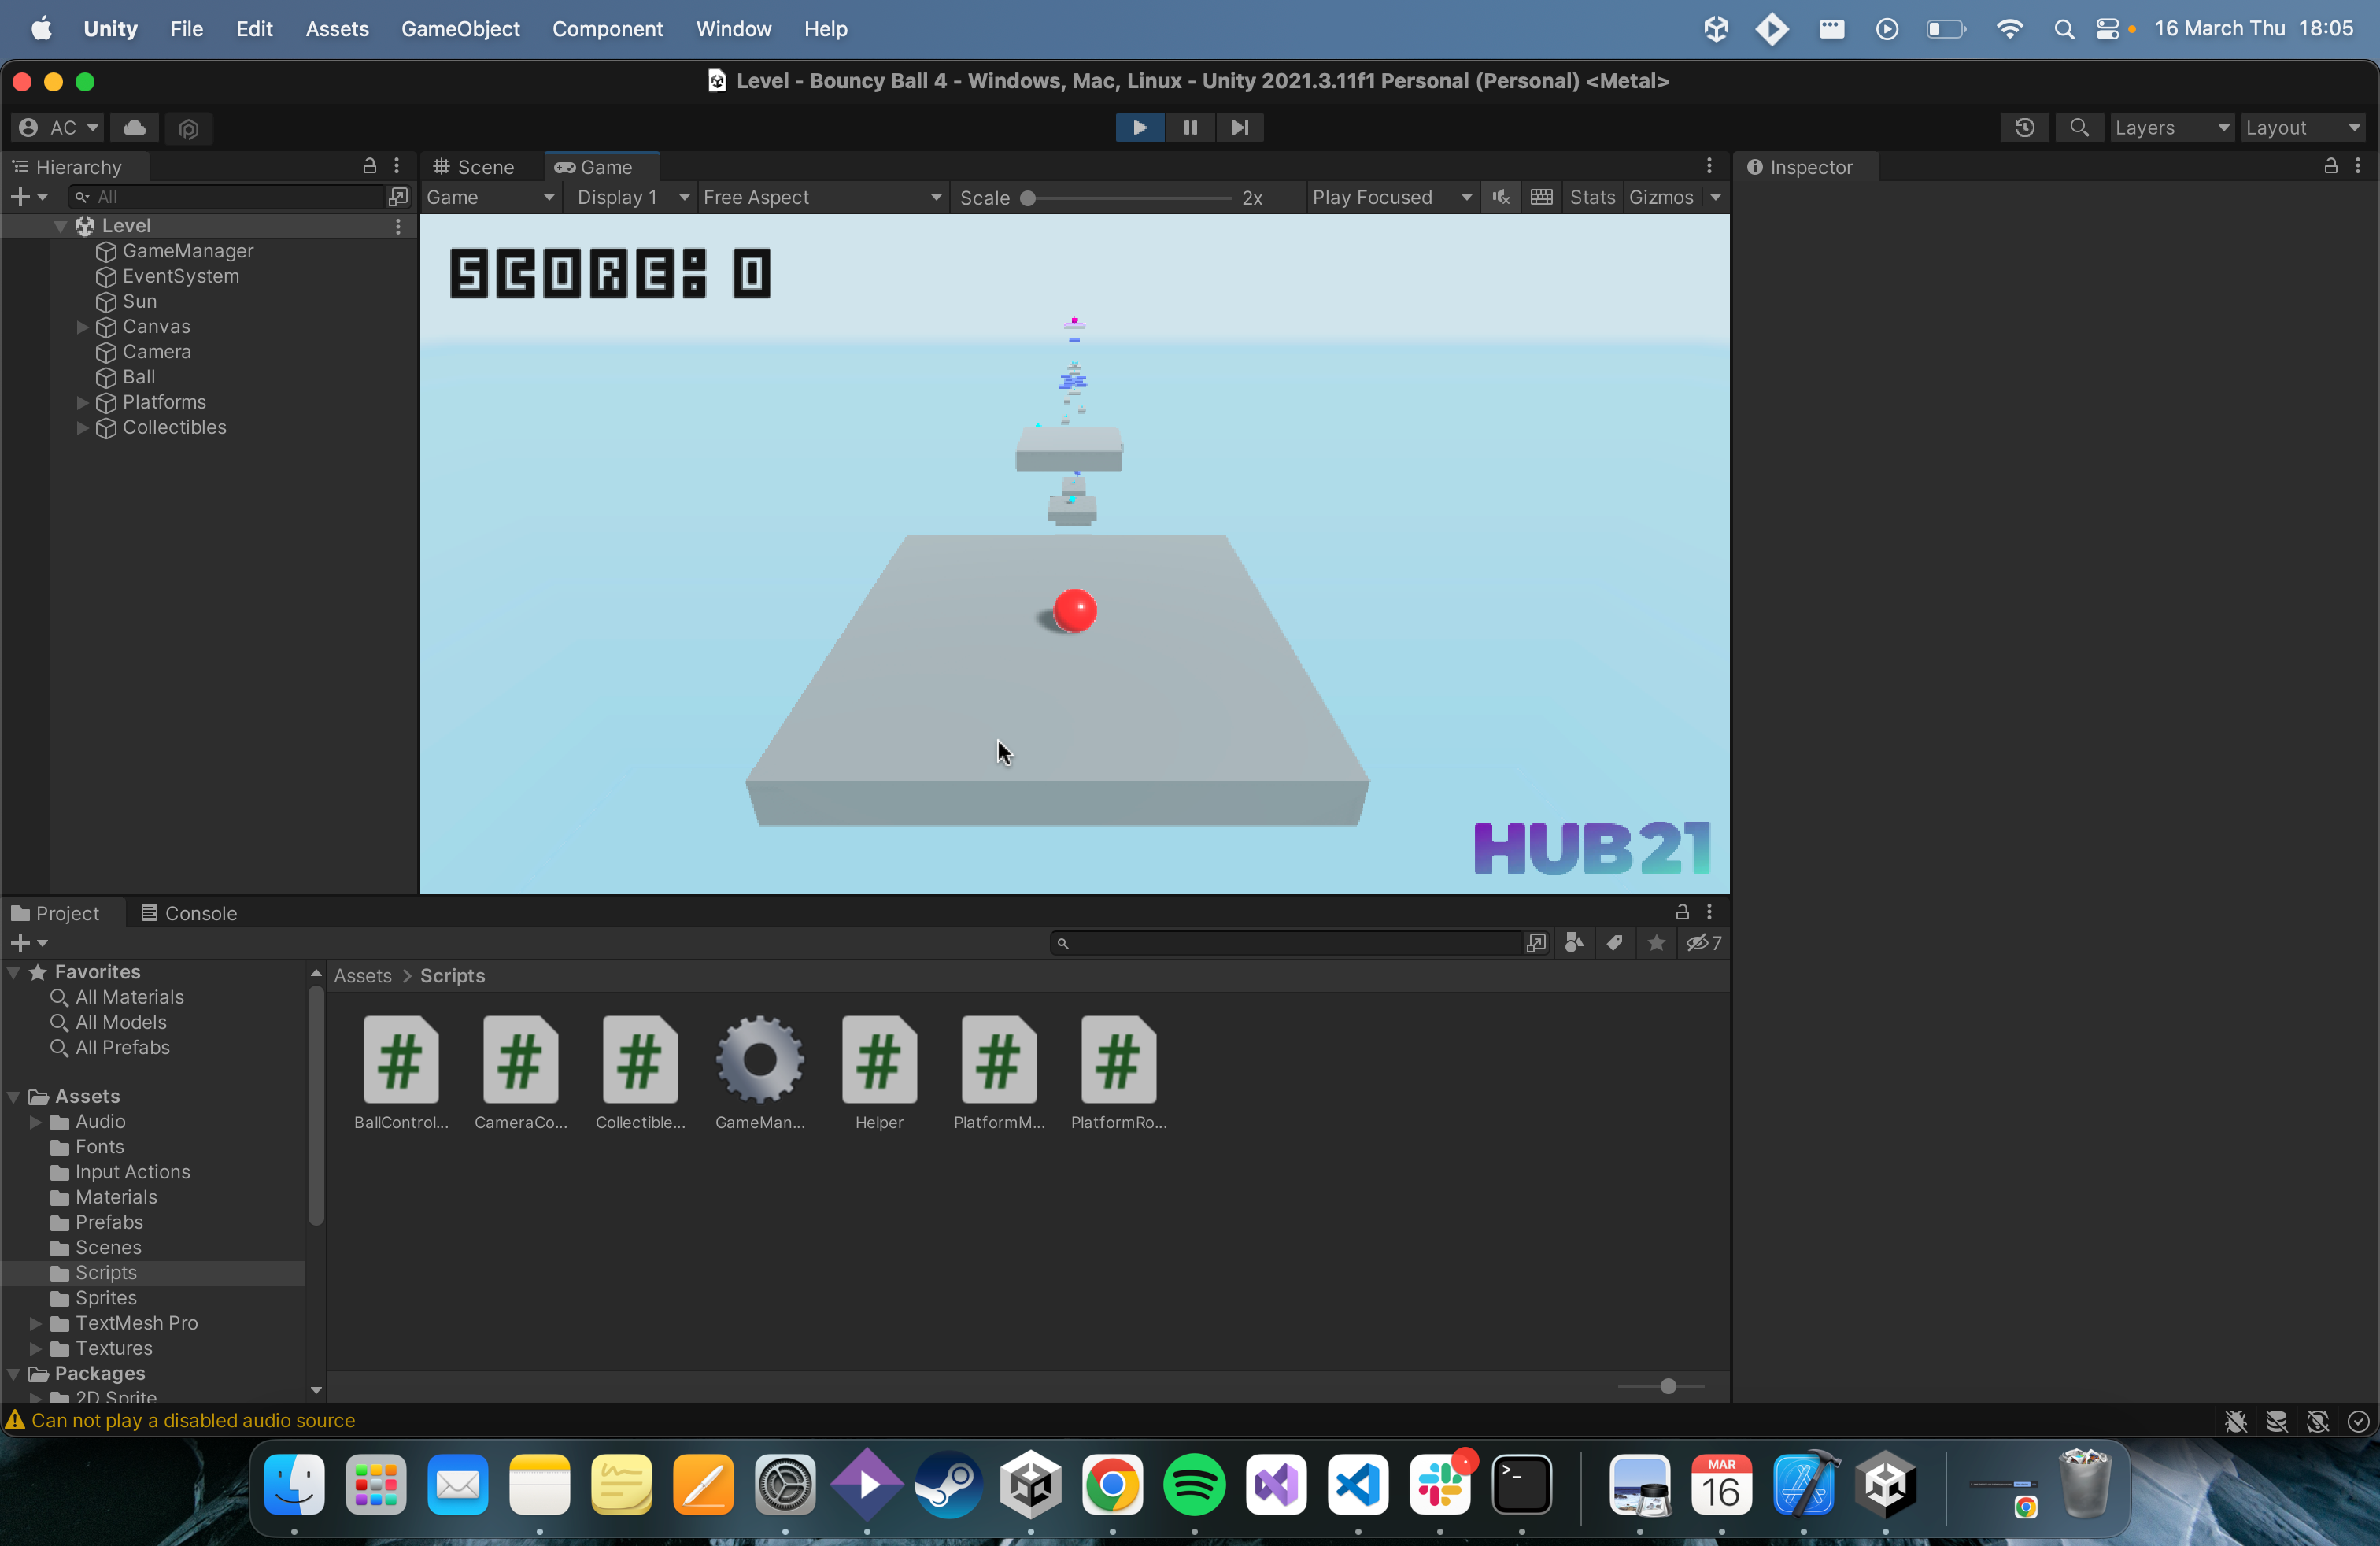 Unity File Edit Assets GameObject Component Window Help 16 March Thu 18:05
Level - Bouncy Ball 4 - Windows, Mac, Linux - Unity 2021.3.11f1 Personal (Personal) <Metal>
AC Layers Layout
Hierarchy
All
Level
GameManager
EventSystem
Sun
Canvas
Camera
Ball
Platforms
Collectibles
Scene Game
Game Display 1 Free Aspect Scale 2x Play Focused Stats Gizmos
SCORE: 0
HUB21
Inspector
Project Console
7
Favorites
All Materials
All Models
All Prefabs
Assets
Audio
Fonts
Input Actions
Materials
Prefabs
Scenes
Scripts
Sprites
TextMesh Pro
Textures
Packages
2D Sprite
Assets > Scripts
# # # # # #
BallControl... CameraCo... Collectible... GameMan... Helper PlatformM... PlatformRo...
Can not play a disabled audio source
MAR
16